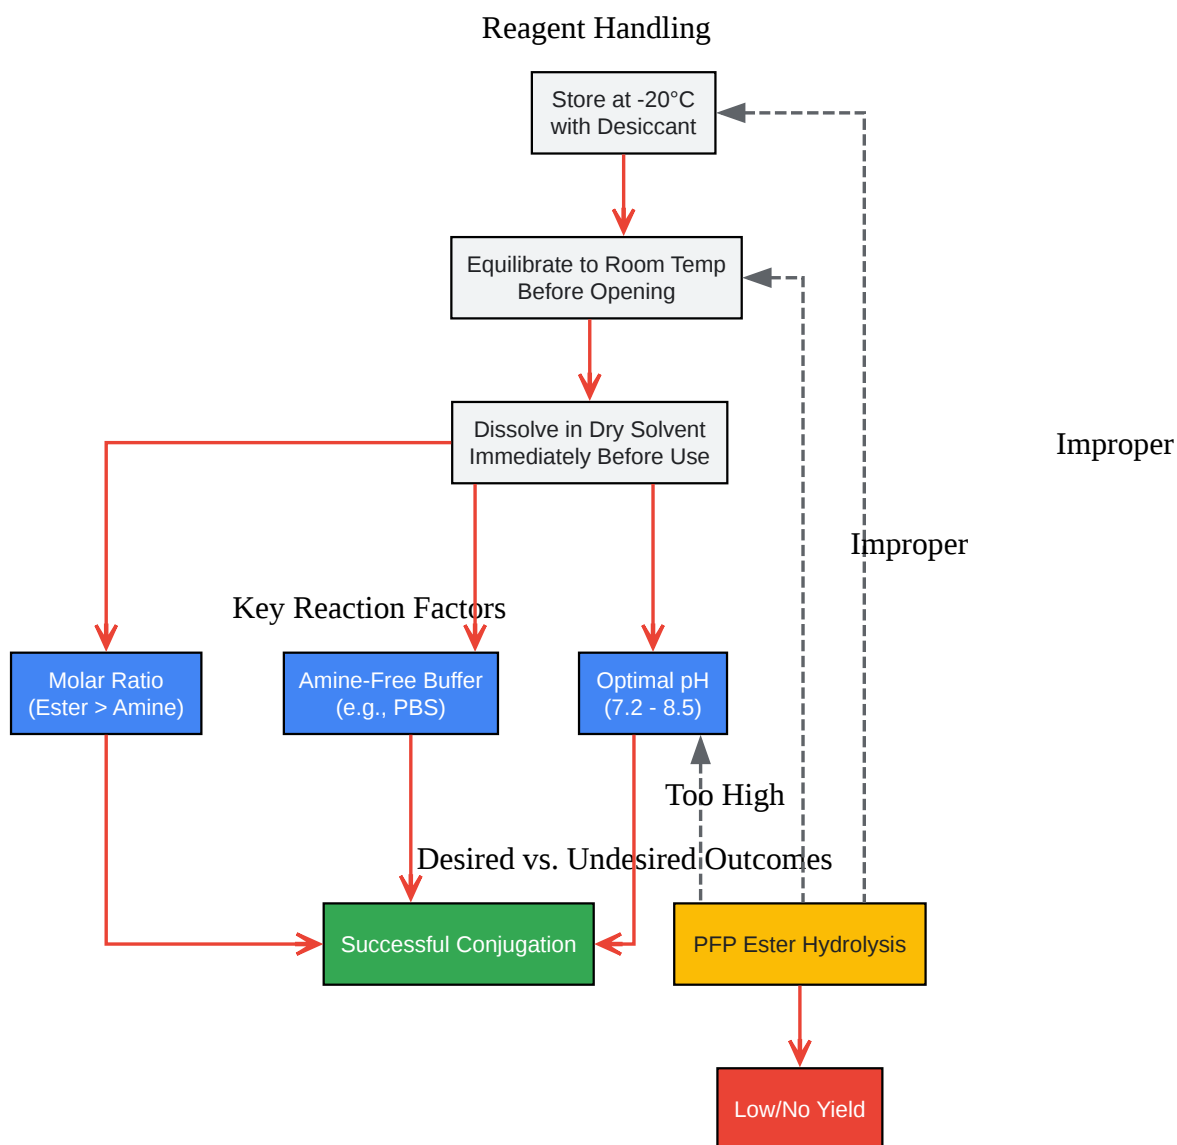 Reagent Handling
Store at -20°C
with Desiccant
Equilibrate to Room Temp
Before Opening
Dissolve in Dry Solvent
Immediately Before Use
Improper
Improper
Key Reaction Factors
Molar Ratio
(Ester > Amine)
Amine-Free Buffer
(e.g., PBS)
Optimal pH
(7.2 - 8.5)
Too High
Desired vs. Undesired Outcomes
Successful Conjugation
PFP Ester Hydrolysis
Low/No Yield